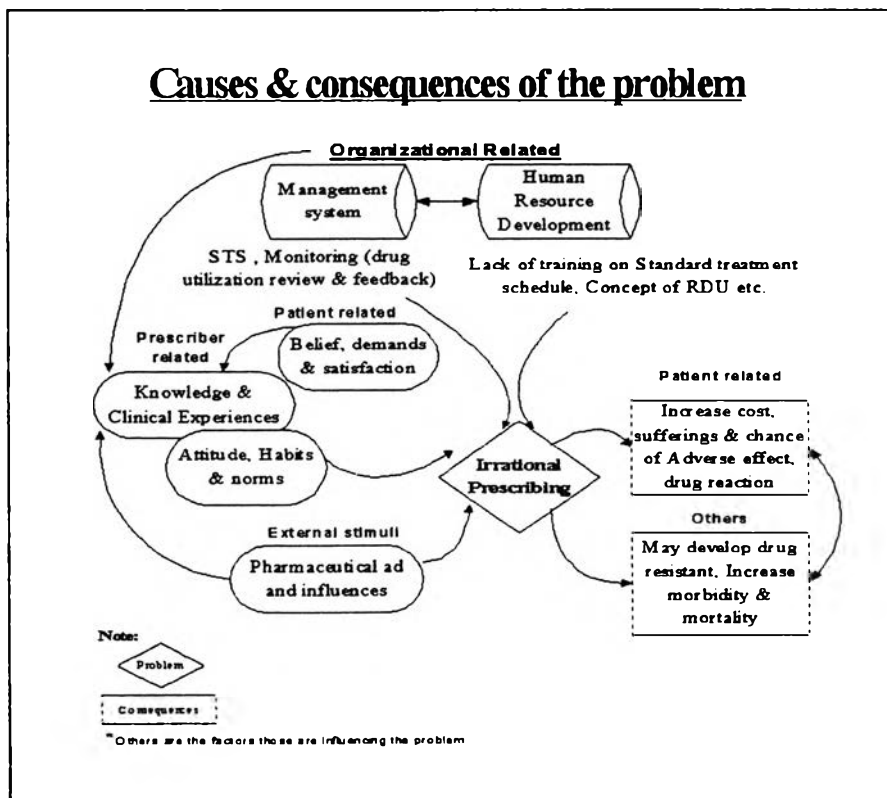 Causes & consequences of the problem
Organizational Related
Management
system
Human
Resource
Development
STS , Monitoring (drug
utilization review & feedback)
Lack of training on Standard treatment
schedule, Concept of RDU etc.
Patient related
Belief, demands
& satisfaction
Prescriber
related
Knowledge &
Clinical Experiences
Attitude, Habits
& norms
Irrational
Prescribing
Patient related
Increase cost,
sufferings & chance
of Adverse effect,
drug reaction
Others
May develop drug
resistant, Increase
morbidity &
mortality
External stimuli
Pharmaceutical ad
and influences
Note:
Problem
Consequences
Others are the factors those are influencing the problem